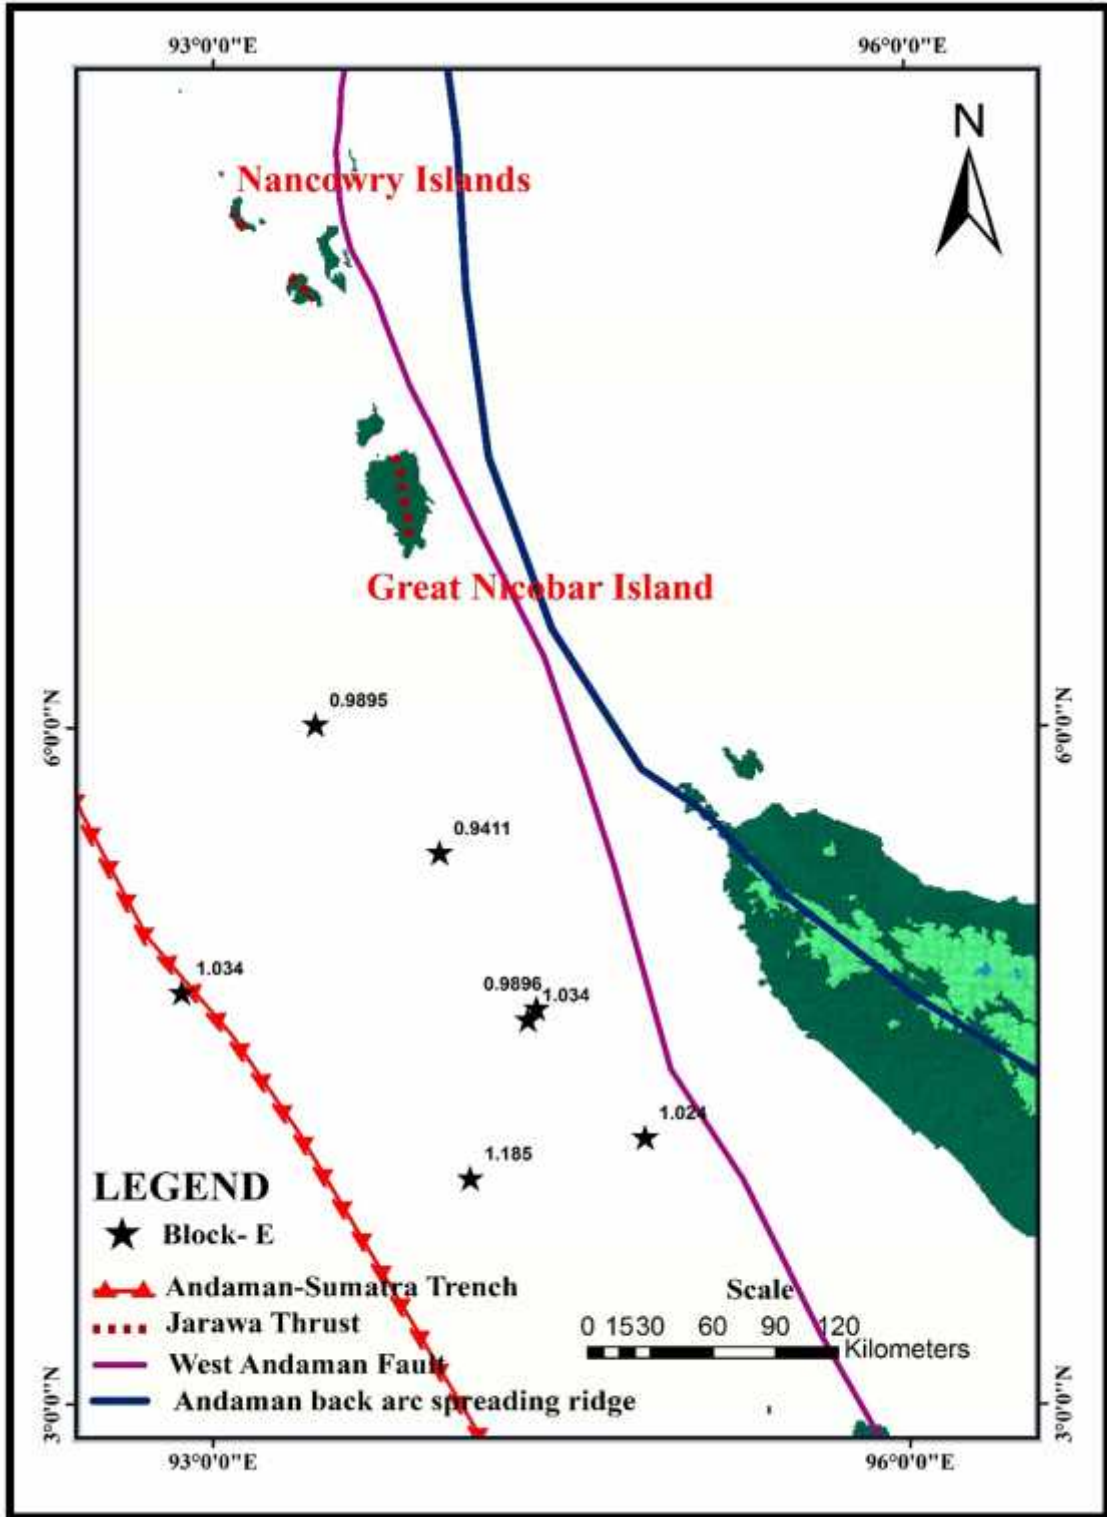 93°0'0"E 96°0'0"E
N
Nancowry Islands
Great Nicobar Island
0.9895
6°0'0"N 6°0'0"N
0.9411
1.034
0.9896
1.034
1.024
1.185
LEGEND
Block- E
Andaman-Sumatra Trench
Jarawa Thrust
West Andaman Fault
Andaman back arc spreading ridge
Scale
0 1530 60 90 120
Kilometers
3°0'0"N 3°0'0"N
93°0'0"E 96°0'0"E